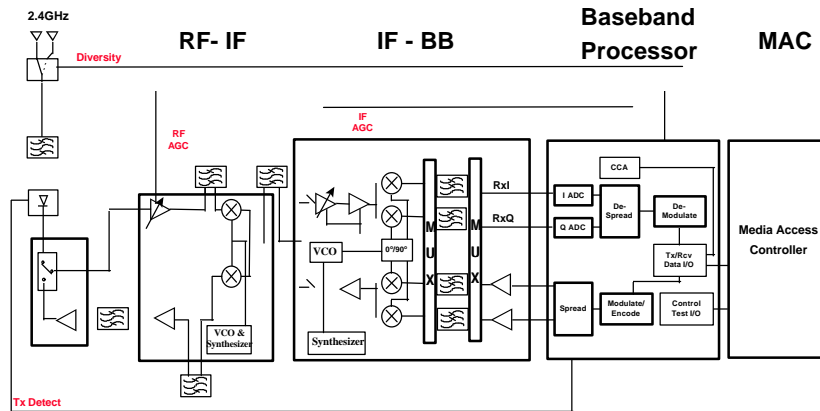 2.4GHz
RF- IF
IF - BB
Baseband
Processor
MAC
Diversity
RF
AGC
IF
AGC
CCA
RxI
I ADC
De-
Spread
De-
Modulate
RxQ
Q ADC
M
U
X
M
U
X
VCO
0°/90°
Tx/Rcv
Data I/O
Media Access
Controller
Spread
Modulate/
Encode
Control
Test I/O
VCO &
Synthesizer
Synthesizer
Tx Detect